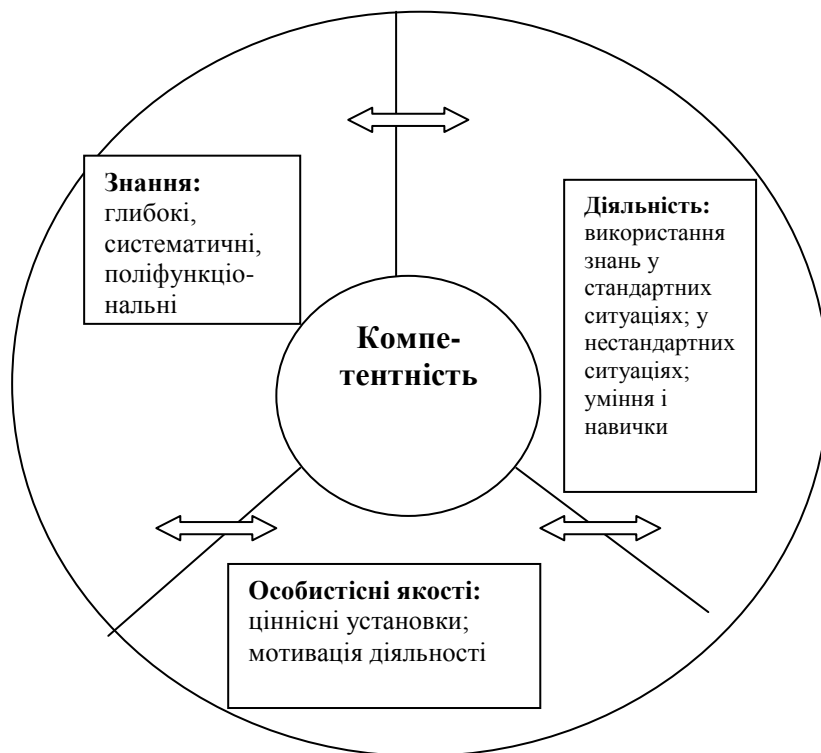 Знання:
глибокі,
систематичні,
поліфункціо-
нальні
Діяльність:
використання
знань у
стандартних
ситуаціях; у
нестандартних
ситуаціях;
уміння і
навички
Компе-
тентність
Особистісні якості:
ціннісні установки;
мотивація діяльності